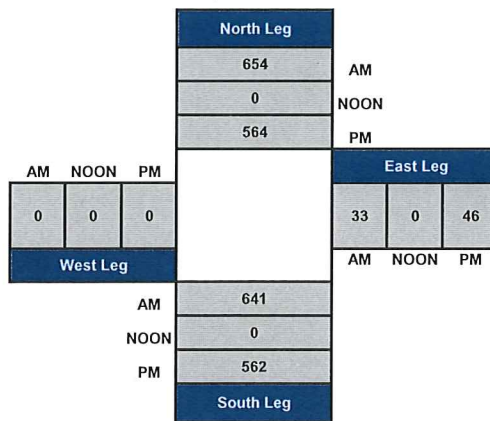 North Leg
654 AM
0 NOON
564 PM
AM NOON PM
East Leg
0 0 0
33 0 46
West Leg
AM NOON PM
AM 641
NOON 0
PM 562
South Leg